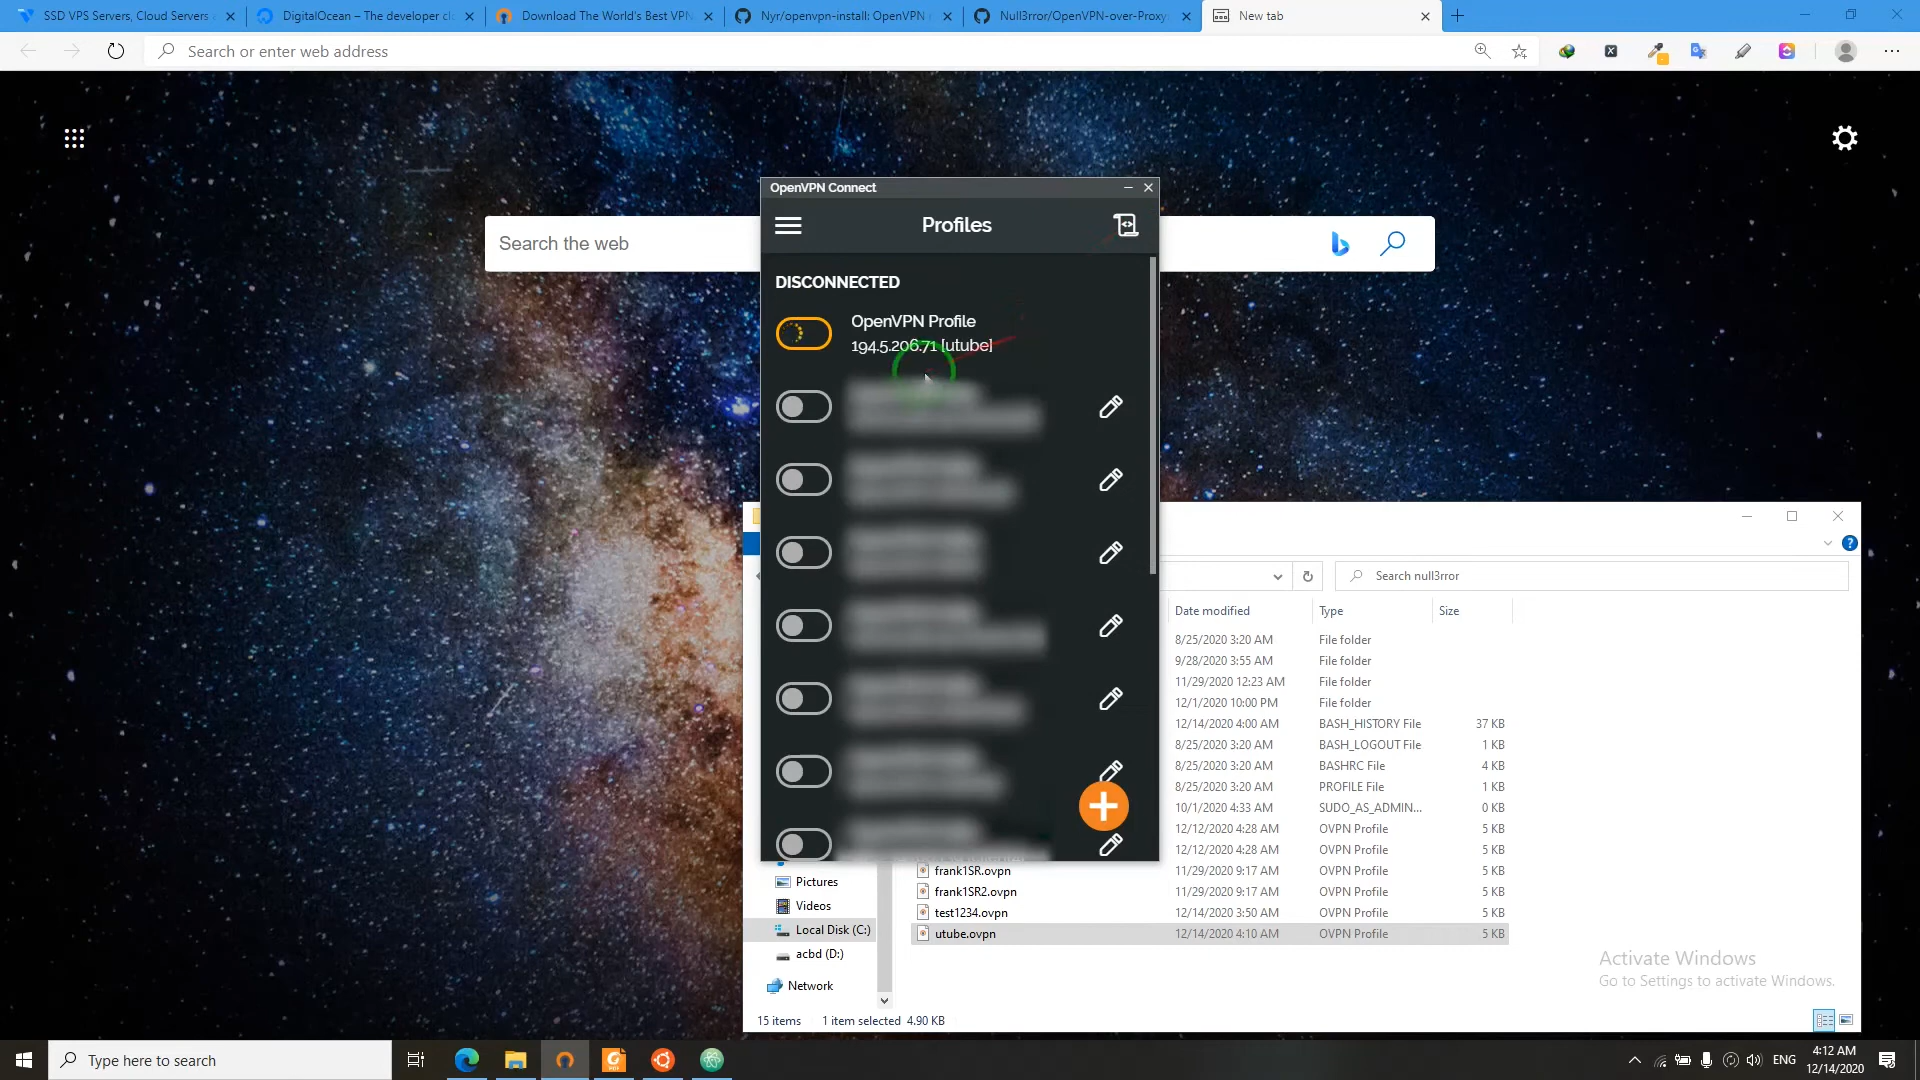 SSD VPS Servers, Cloud Servers
DigitalOcean – The developer cl
Download The World's Best VPN
Nyr/openvpn-install: OpenVPN
Null3rror/OpenVPN-over-Proxy
New tab
Search or enter web address
Search the web
OpenVPN Connect
Profiles
DISCONNECTED
OpenVPN Profile
194.5.206.71 [utube]
Search null3rror
Date modified Type Size
8/25/2020 3:20 AM File folder
9/28/2020 3:55 AM File folder
11/29/2020 12:23 AM File folder
12/1/2020 10:00 PM File folder
12/14/2020 4:00 AM BASH_HISTORY File 37 KB
8/25/2020 3:20 AM BASH_LOGOUT File 1 KB
8/25/2020 3:20 AM BASHRC File 4 KB
8/25/2020 3:20 AM PROFILE File 1 KB
10/1/2020 4:33 AM SUDO_AS_ADMIN... 0 KB
12/12/2020 4:28 AM OVPN Profile 5 KB
12/12/2020 4:28 AM OVPN Profile 5 KB
frank1SR.ovpn 11/29/2020 9:17 AM OVPN Profile 5 KB
frank1SR2.ovpn 11/29/2020 9:17 AM OVPN Profile 5 KB
test1234.ovpn 12/14/2020 3:50 AM OVPN Profile 5 KB
utube.ovpn 12/14/2020 4:10 AM OVPN Profile 5 KB
Pictures
Videos
Local Disk (C:)
acbd (D:)
Network
15 items 1 item selected 4.90 KB
Activate Windows
Go to Settings to activate Windows.
Type here to search
ENG
4:12 AM
12/14/2020